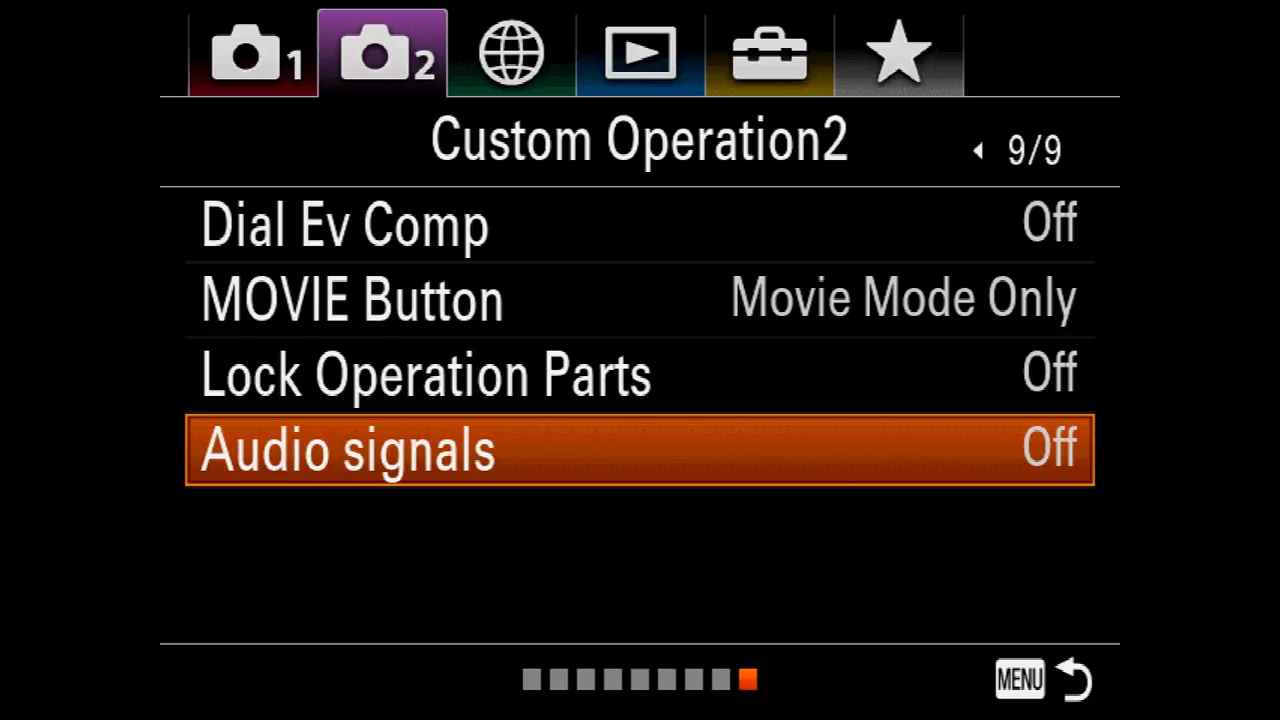 1 2
Custom Operation2 9/9
Dial Ev Comp Off
MOVIE Button Movie Mode Only
Lock Operation Parts Off
Audio signals Off
MENU